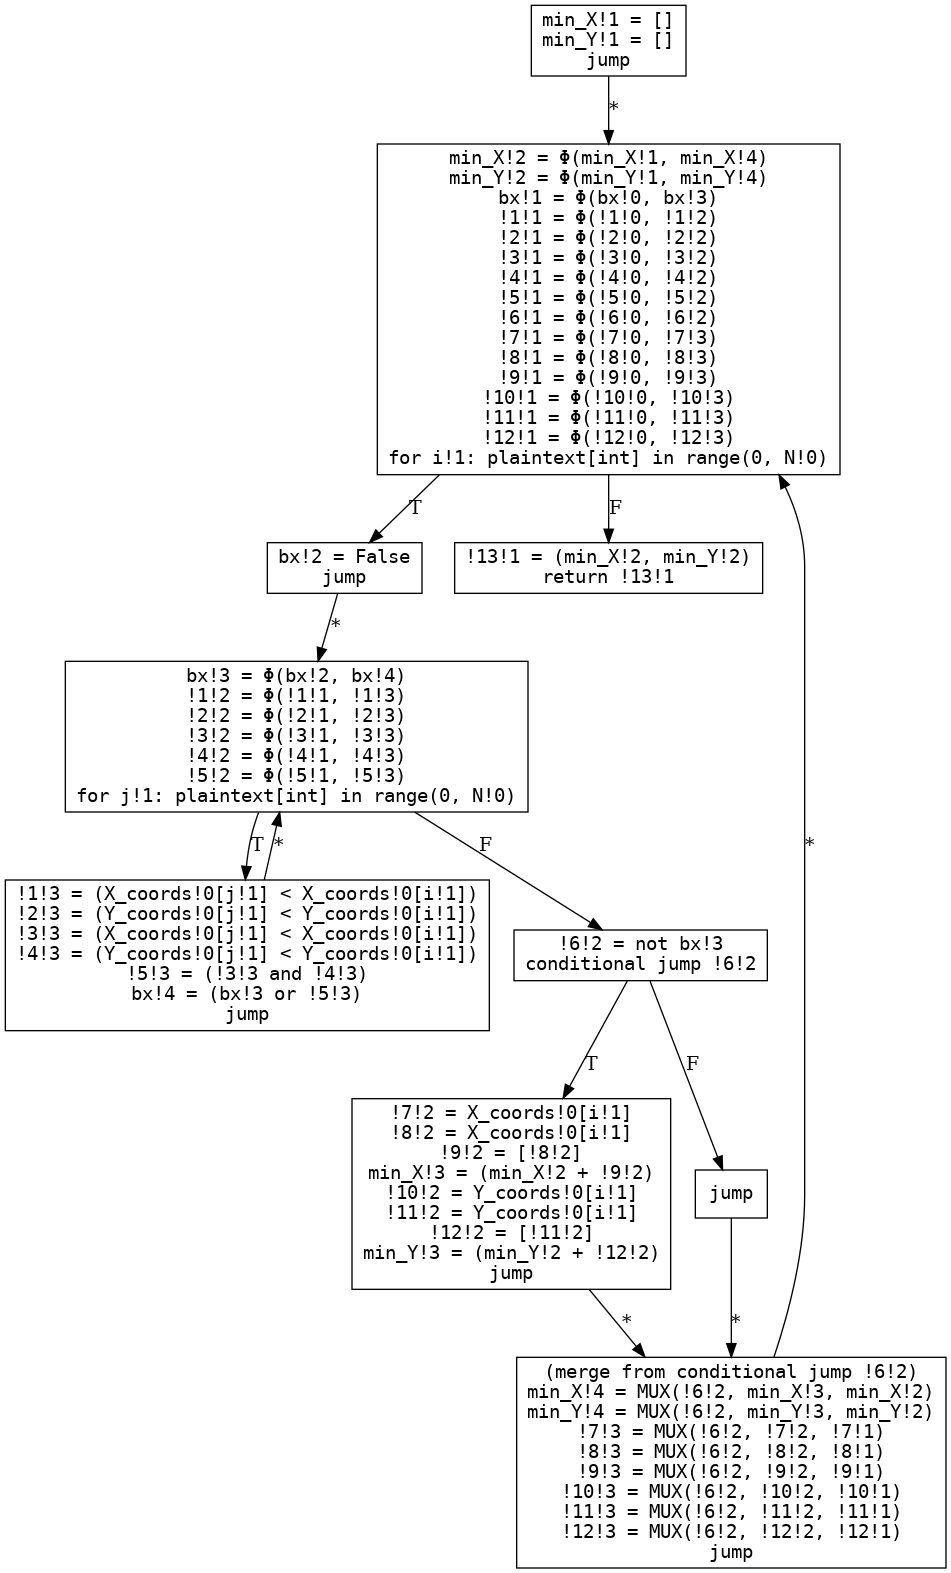 min_X!1 = []
min_Y!1 = []
jump
*
min_X!2 = Φ(min_X!1, min_X!4)
min_Y!2 = Φ(min_Y!1, min_Y!4)
bx!1 = Φ(bx!0, bx!3)
!1!1 = Φ(!1!0, !1!2)
!2!1 = Φ(!2!0, !2!2)
!3!1 = Φ(!3!0, !3!2)
!4!1 = Φ(!4!0, !4!2)
!5!1 = Φ(!5!0, !5!2)
!6!1 = Φ(!6!0, !6!2)
!7!1 = Φ(!7!0, !7!3)
!8!1 = Φ(!8!0, !8!3)
!9!1 = Φ(!9!0, !9!3)
!10!1 = Φ(!10!0, !10!3)
!11!1 = Φ(!11!0, !11!3)
!12!1 = Φ(!12!0, !12!3)
for i!1: plaintext[int] in range(0, N!0)
T
F
bx!2 = False
jump
!13!1 = (min_X!2, min_Y!2)
return !13!1
*
bx!3 = Φ(bx!2, bx!4)
!1!2 = Φ(!1!1, !1!3)
!2!2 = Φ(!2!1, !2!3)
!3!2 = Φ(!3!1, !3!3)
!4!2 = Φ(!4!1, !4!3)
!5!2 = Φ(!5!1, !5!3)
for j!1: plaintext[int] in range(0, N!0)
T
*
F
*
!1!3 = (X_coords!0[j!1] < X_coords!0[i!1])
!2!3 = (Y_coords!0[j!1] < Y_coords!0[i!1])
!3!3 = (X_coords!0[j!1] < X_coords!0[i!1])
!4!3 = (Y_coords!0[j!1] < Y_coords!0[i!1])
!5!3 = (!3!3 and !4!3)
bx!4 = (bx!3 or !5!3)
jump
!6!2 = not bx!3
conditional jump !6!2
T
F
!7!2 = X_coords!0[i!1]
!8!2 = X_coords!0[i!1]
!9!2 = [!8!2]
min_X!3 = (min_X!2 + !9!2)
!10!2 = Y_coords!0[i!1]
!11!2 = Y_coords!0[i!1]
!12!2 = [!11!2]
min_Y!3 = (min_Y!2 + !12!2)
jump
jump
*
*
(merge from conditional jump !6!2)
min_X!4 = MUX(!6!2, min_X!3, min_X!2)
min_Y!4 = MUX(!6!2, min_Y!3, min_Y!2)
!7!3 = MUX(!6!2, !7!2, !7!1)
!8!3 = MUX(!6!2, !8!2, !8!1)
!9!3 = MUX(!6!2, !9!2, !9!1)
!10!3 = MUX(!6!2, !10!2, !10!1)
!11!3 = MUX(!6!2, !11!2, !11!1)
!12!3 = MUX(!6!2, !12!2, !12!1)
jump